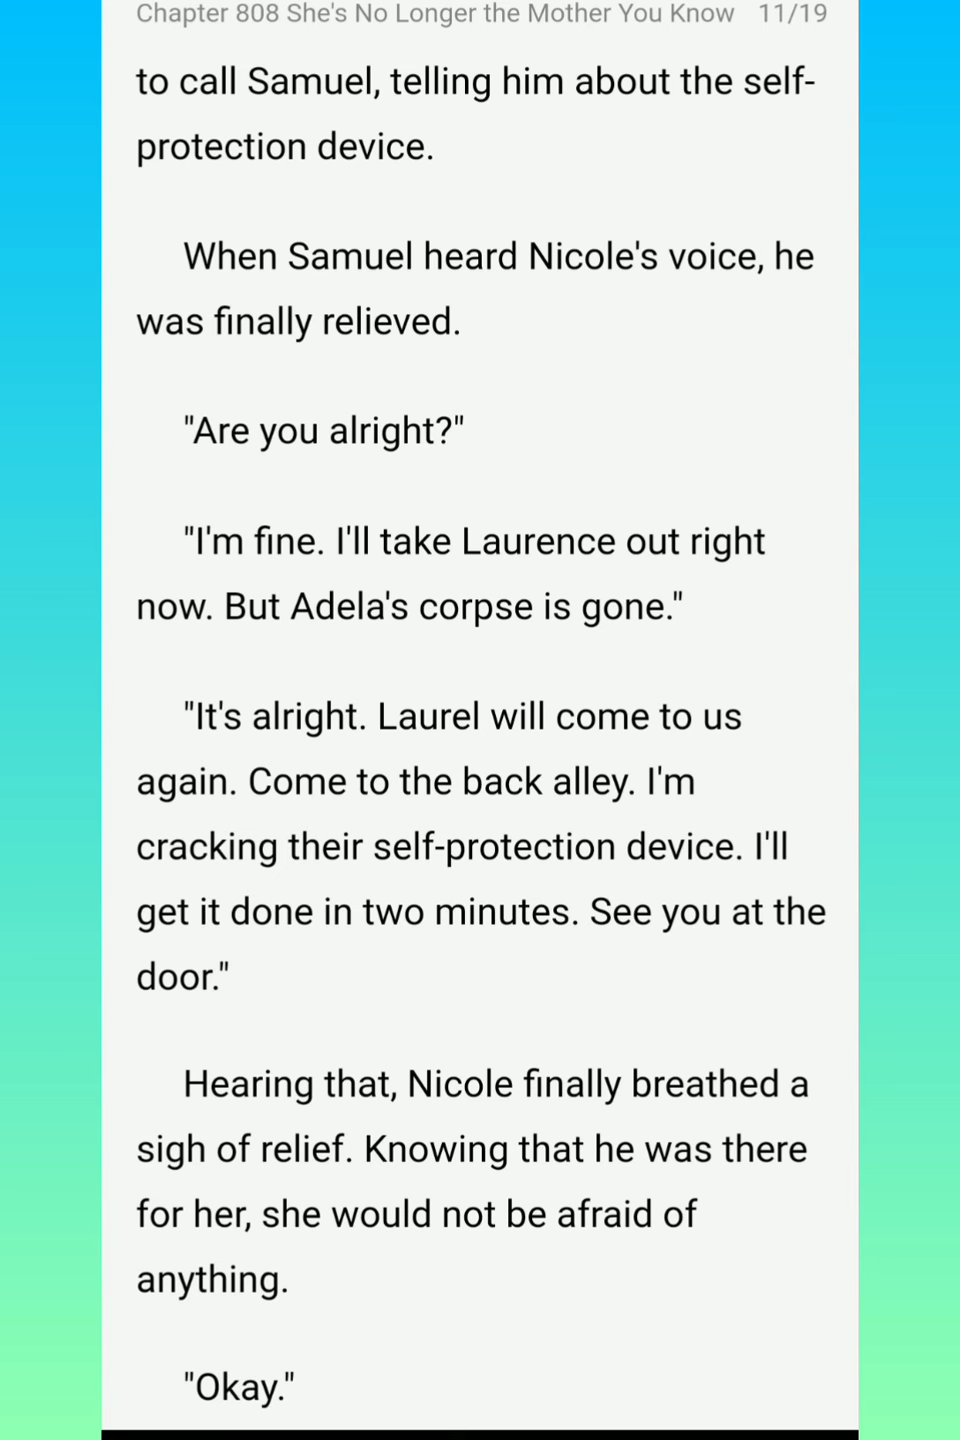 Chapter 808 She's No Longer the Mother You Know 11/19
to call Samuel, telling him about the self-
protection device.
When Samuel heard Nicole's voice, he
was finally relieved.
"Are you alright?"
"I'm fine. I'll take Laurence out right
now. But Adela's corpse is gone."
"It's alright. Laurel will come to us
again. Come to the back alley. I'm
cracking their self-protection device. I'll
get it done in two minutes. See you at the
door."
Hearing that, Nicole finally breathed a
sigh of relief. Knowing that he was there
for her, she would not be afraid of
anything.
"Okay."